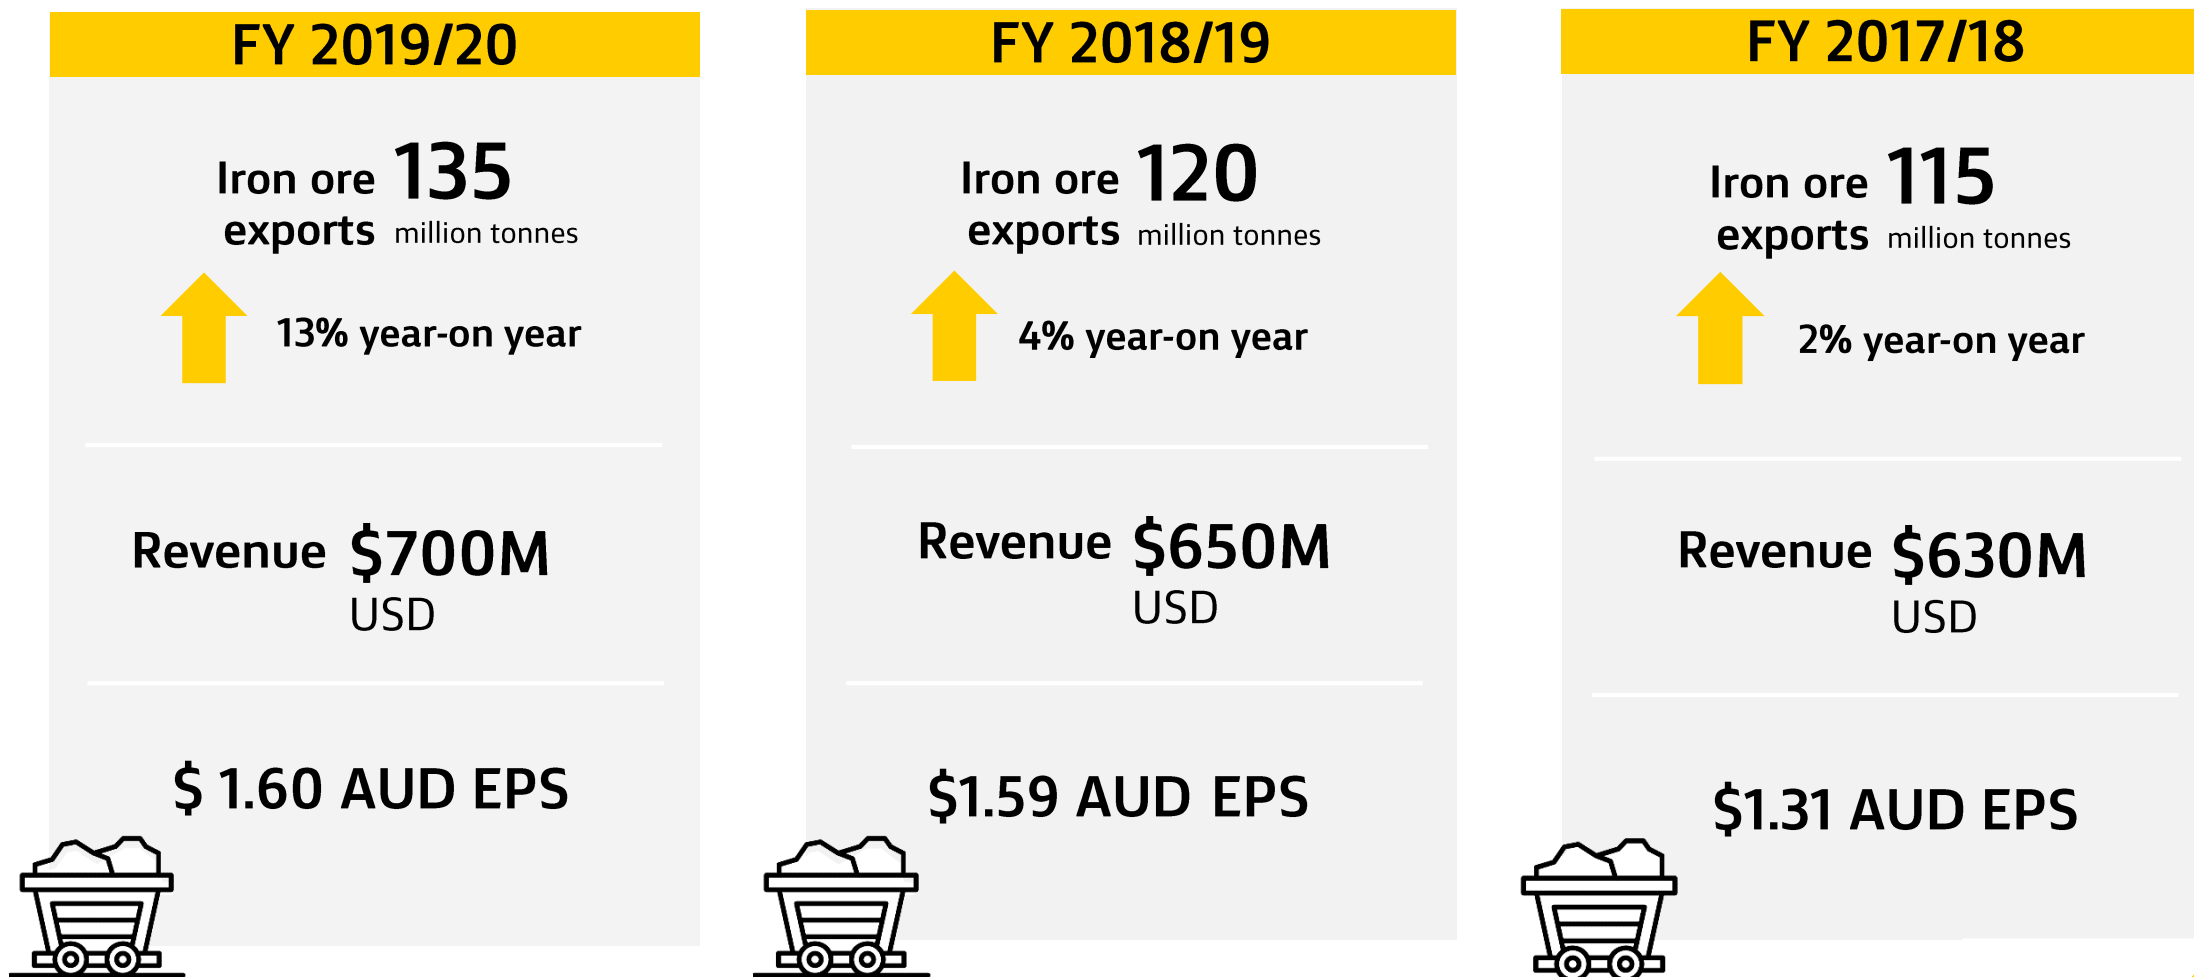 FY 2019/20
Iron ore 135
exports million tonnes
13% year-on year
Revenue $700M
USD
$ 1.60 AUD EPS
FY 2018/19
Iron ore 120
exports million tonnes
4% year-on year
Revenue $650M
USD
$1.59 AUD EPS
FY 2017/18
Iron ore 115
exports million tonnes
2% year-on year
Revenue $630M
USD
$1.31 AUD EPS